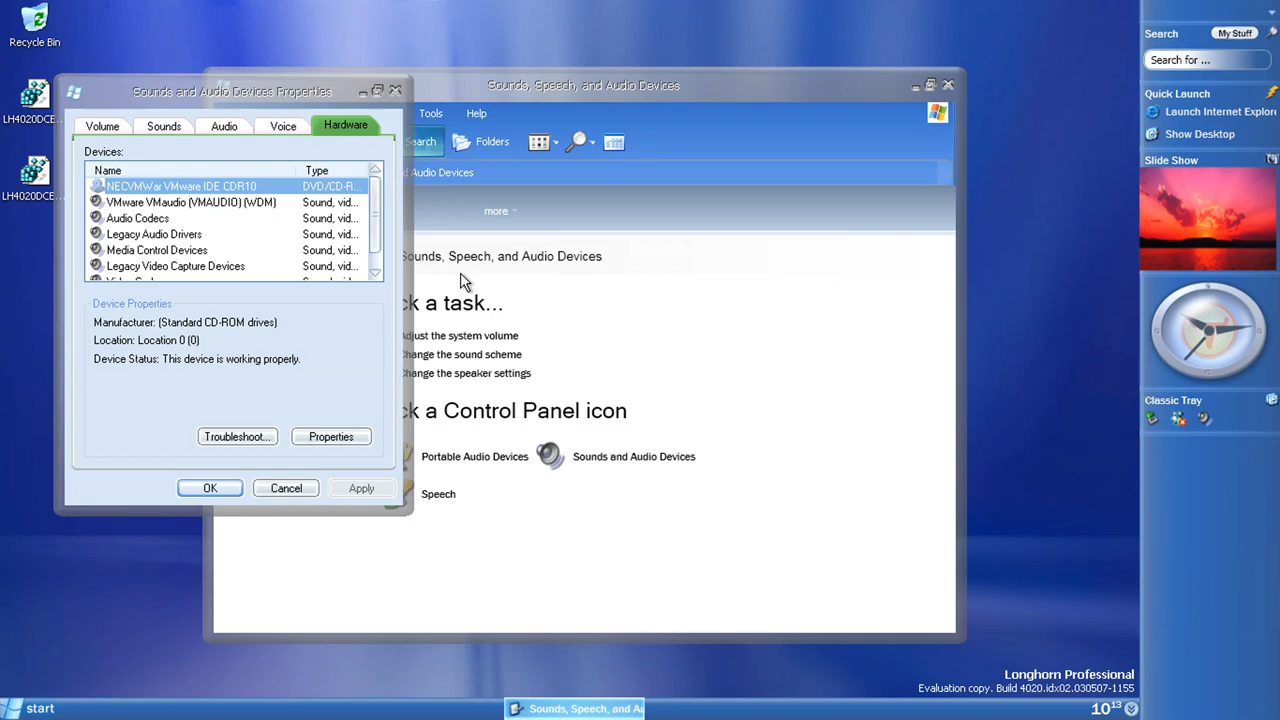 Recycle Bin
LH4020DCE...
LH4020DCE...
Sounds and Audio Devices Properties
Volume
Sounds
Audio
Voice
Hardware
Devices:
Name Type
NECVMWar VMware IDE CDR10 DVD/CD-R...
VMware VMaudio (VMAUDIO) (WDM) Sound, vid...
Audio Codecs Sound, vid...
Legacy Audio Drivers Sound, vid...
Media Control Devices Sound, vid...
Legacy Video Capture Devices Sound, vid...
Device Properties
Manufacturer: (Standard CD-ROM drives)
Location: Location 0 (0)
Device Status: This device is working properly.
Troubleshoot...
Properties
OK
Cancel
Apply
Sounds, Speech, and Audio Devices
Tools Help
earch
Folders
Audio Devices
more
Sounds, Speech, and Audio Devices
ck a task...
djust the system volume
hange the sound scheme
hange the speaker settings
ck a Control Panel icon
Portable Audio Devices
Sounds and Audio Devices
Speech
Search
My Stuff
Search for ...
Quick Launch
Launch Internet Explor
Show Desktop
Slide Show
Classic Tray
Longhorn Professional
Evaluation copy. Build 4020.idx02.030507-1155
start
Sounds, Speech, and Au
10 13